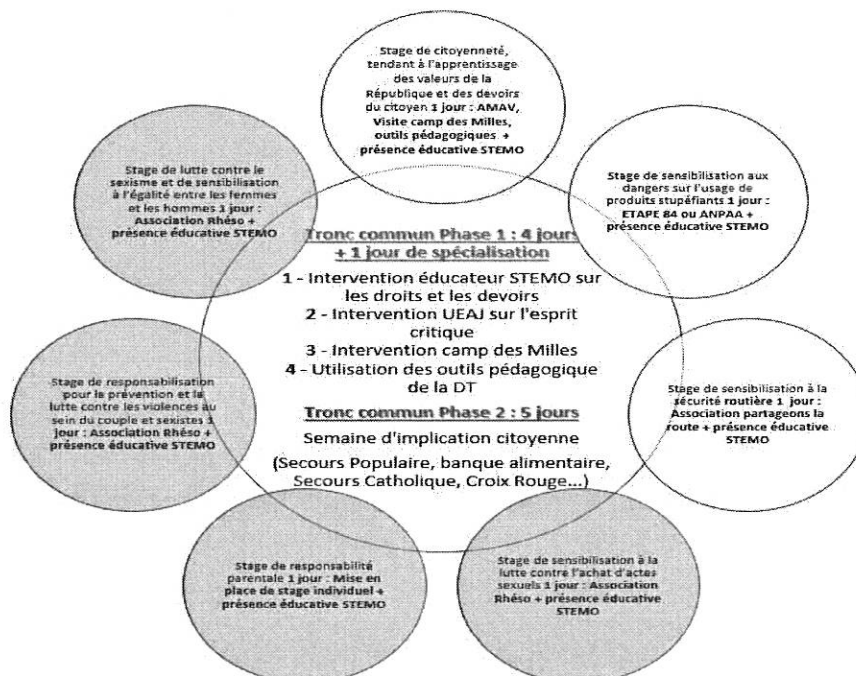 Stage de citoyenneté,
tendant à l'apprentissage
des valeurs de la
République et des devoirs
du citoyen 1 jour : AMAV,
Visite camp des Milles,
outils pédagogiques +
présence éducative STEMO
Stage de sensibilisation aux
dangers sur l'usage de
produits stupéfiants 1 jour :
ETAPE 84 ou ANPAA +
présence éducative STEMO
Stage de sensibilisation à la
sécurité routière 1 jour :
Association partageons la
route + présence éducative
STEMO
Stage de sensibilisation à la
lutte contre l'achat d'actes
sexuels 1 jour : Association
Rhéso + présence éducative
STEMO
Stage de responsabilité
parentale 1 jour : Mise en
place de stage individuel +
présence éducative STEMO
Stage de responsabilisation
pour la prévention et la
lutte contre les violences au
sein du couple et sexistes 1
jour : Association Rhéso +
présence éducative STEMO
Stage de lutte contre le
sexisme et de sensibilisation
à l'égalité entre les femmes
et les hommes 1 jour :
Association Rhéso +
présence éducative STEMO
Tronc commun Phase 1 : 4 jours
+ 1 jour de spécialisation
1 - Intervention éducateur STEMO sur
les droits et les devoirs
2 - Intervention UEAJ sur l'esprit
critique
3 - Intervention camp des Milles
4 - Utilisation des outils pédagogique
de la DT
Tronc commun Phase 2 : 5 jours
Semaine d'implication citoyenne
(Secours Populaire, banque alimentaire,
Secours Catholique, Croix Rouge...)